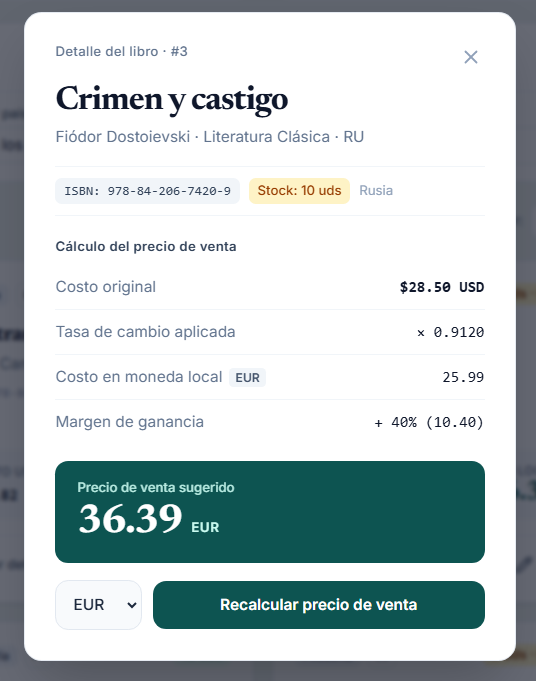 Detalle del libro · #3
Crimen y castigo
Fiódor Dostoievski · Literatura Clásica · RU
ISBN: 978-84-206-7420-9 Stock: 10 uds Rusia
Cálculo del precio de venta
Costo original $28.50 USD
Tasa de cambio aplicada × 0.9120
Costo en moneda local EUR 25.99
Margen de ganancia + 40% (10.40)
Precio de venta sugerido
36.39 EUR
EUR Recalcular precio de venta